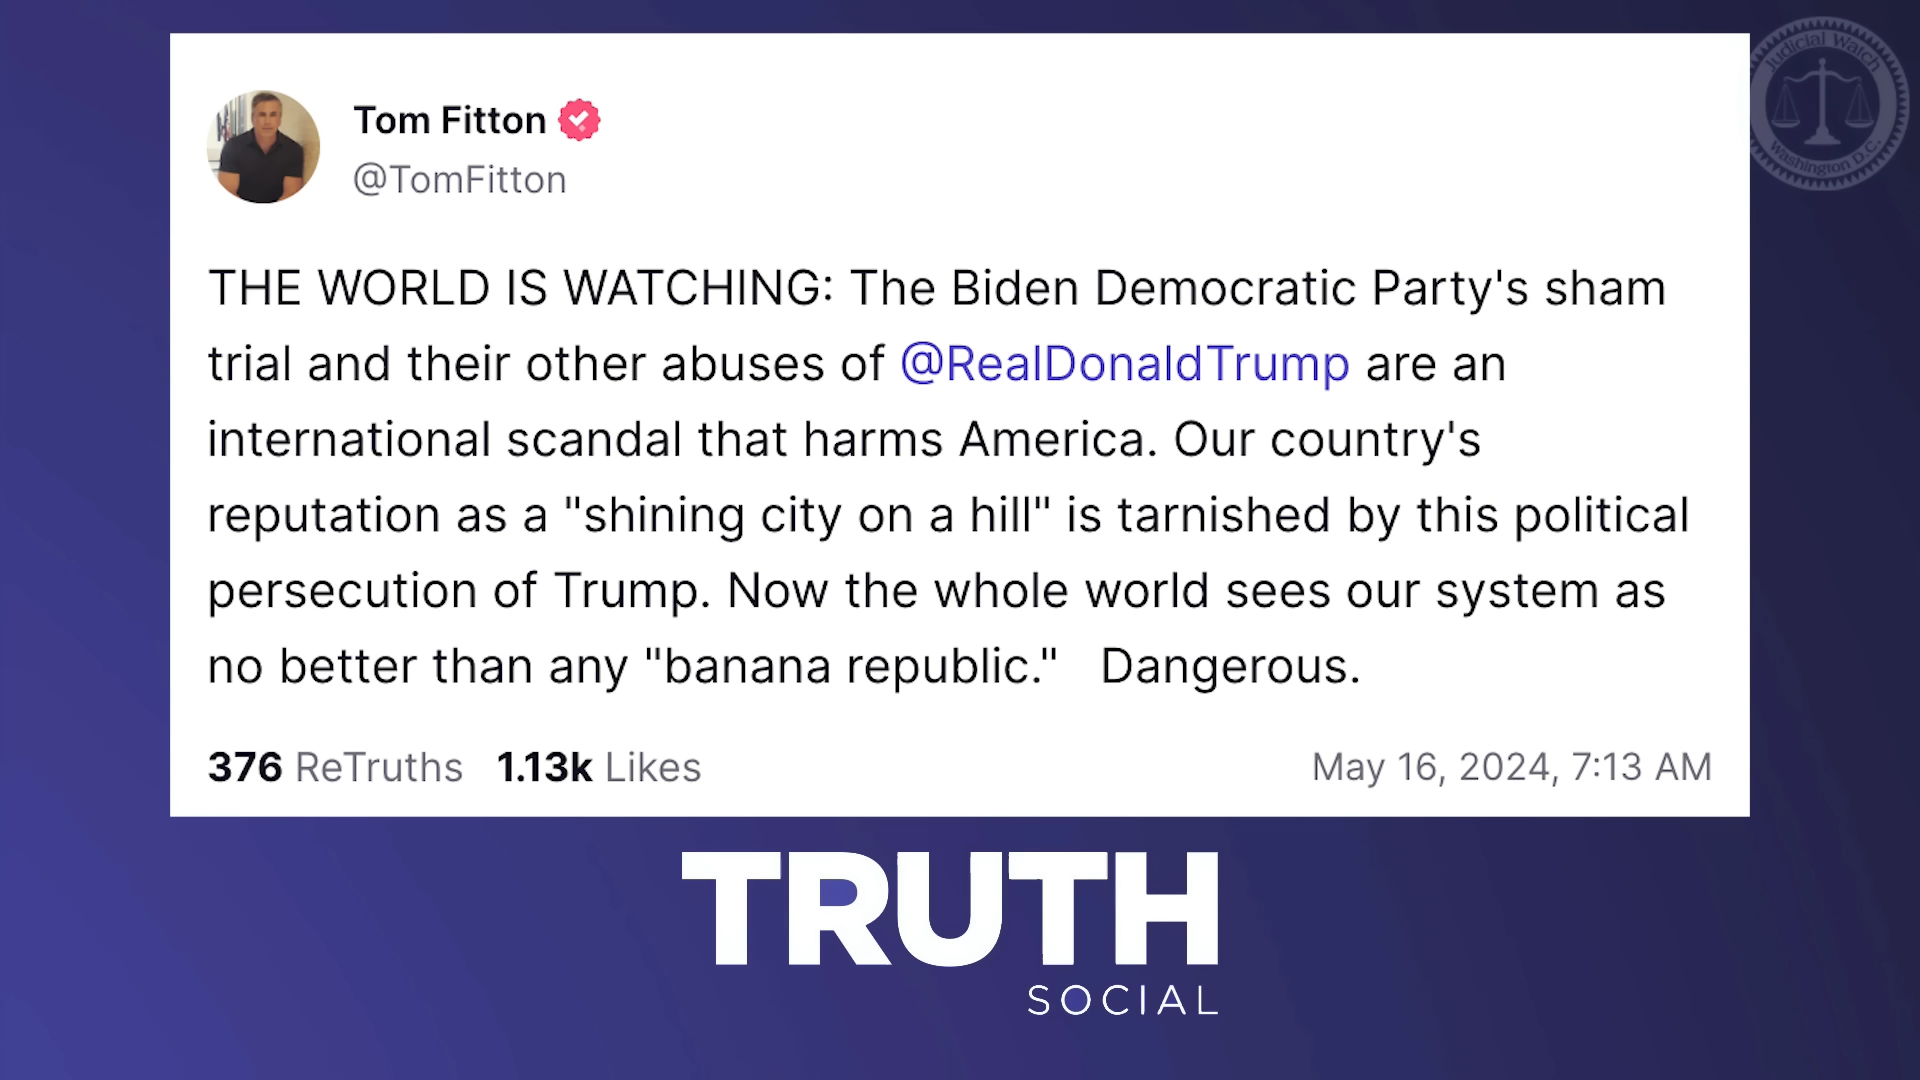 Judicial Watch
Washington D.C.
Tom Fitton
@TomFitton
THE WORLD IS WATCHING: The Biden Democratic Party's sham
trial and their other abuses of @RealDonaldTrump are an
international scandal that harms America. Our country's
reputation as a "shining city on a hill" is tarnished by this political
persecution of Trump. Now the whole world sees our system as
no better than any "banana republic."   Dangerous.
376 ReTruths 1.13k Likes
May 16, 2024, 7:13 AM
TRUTH
SOCIAL